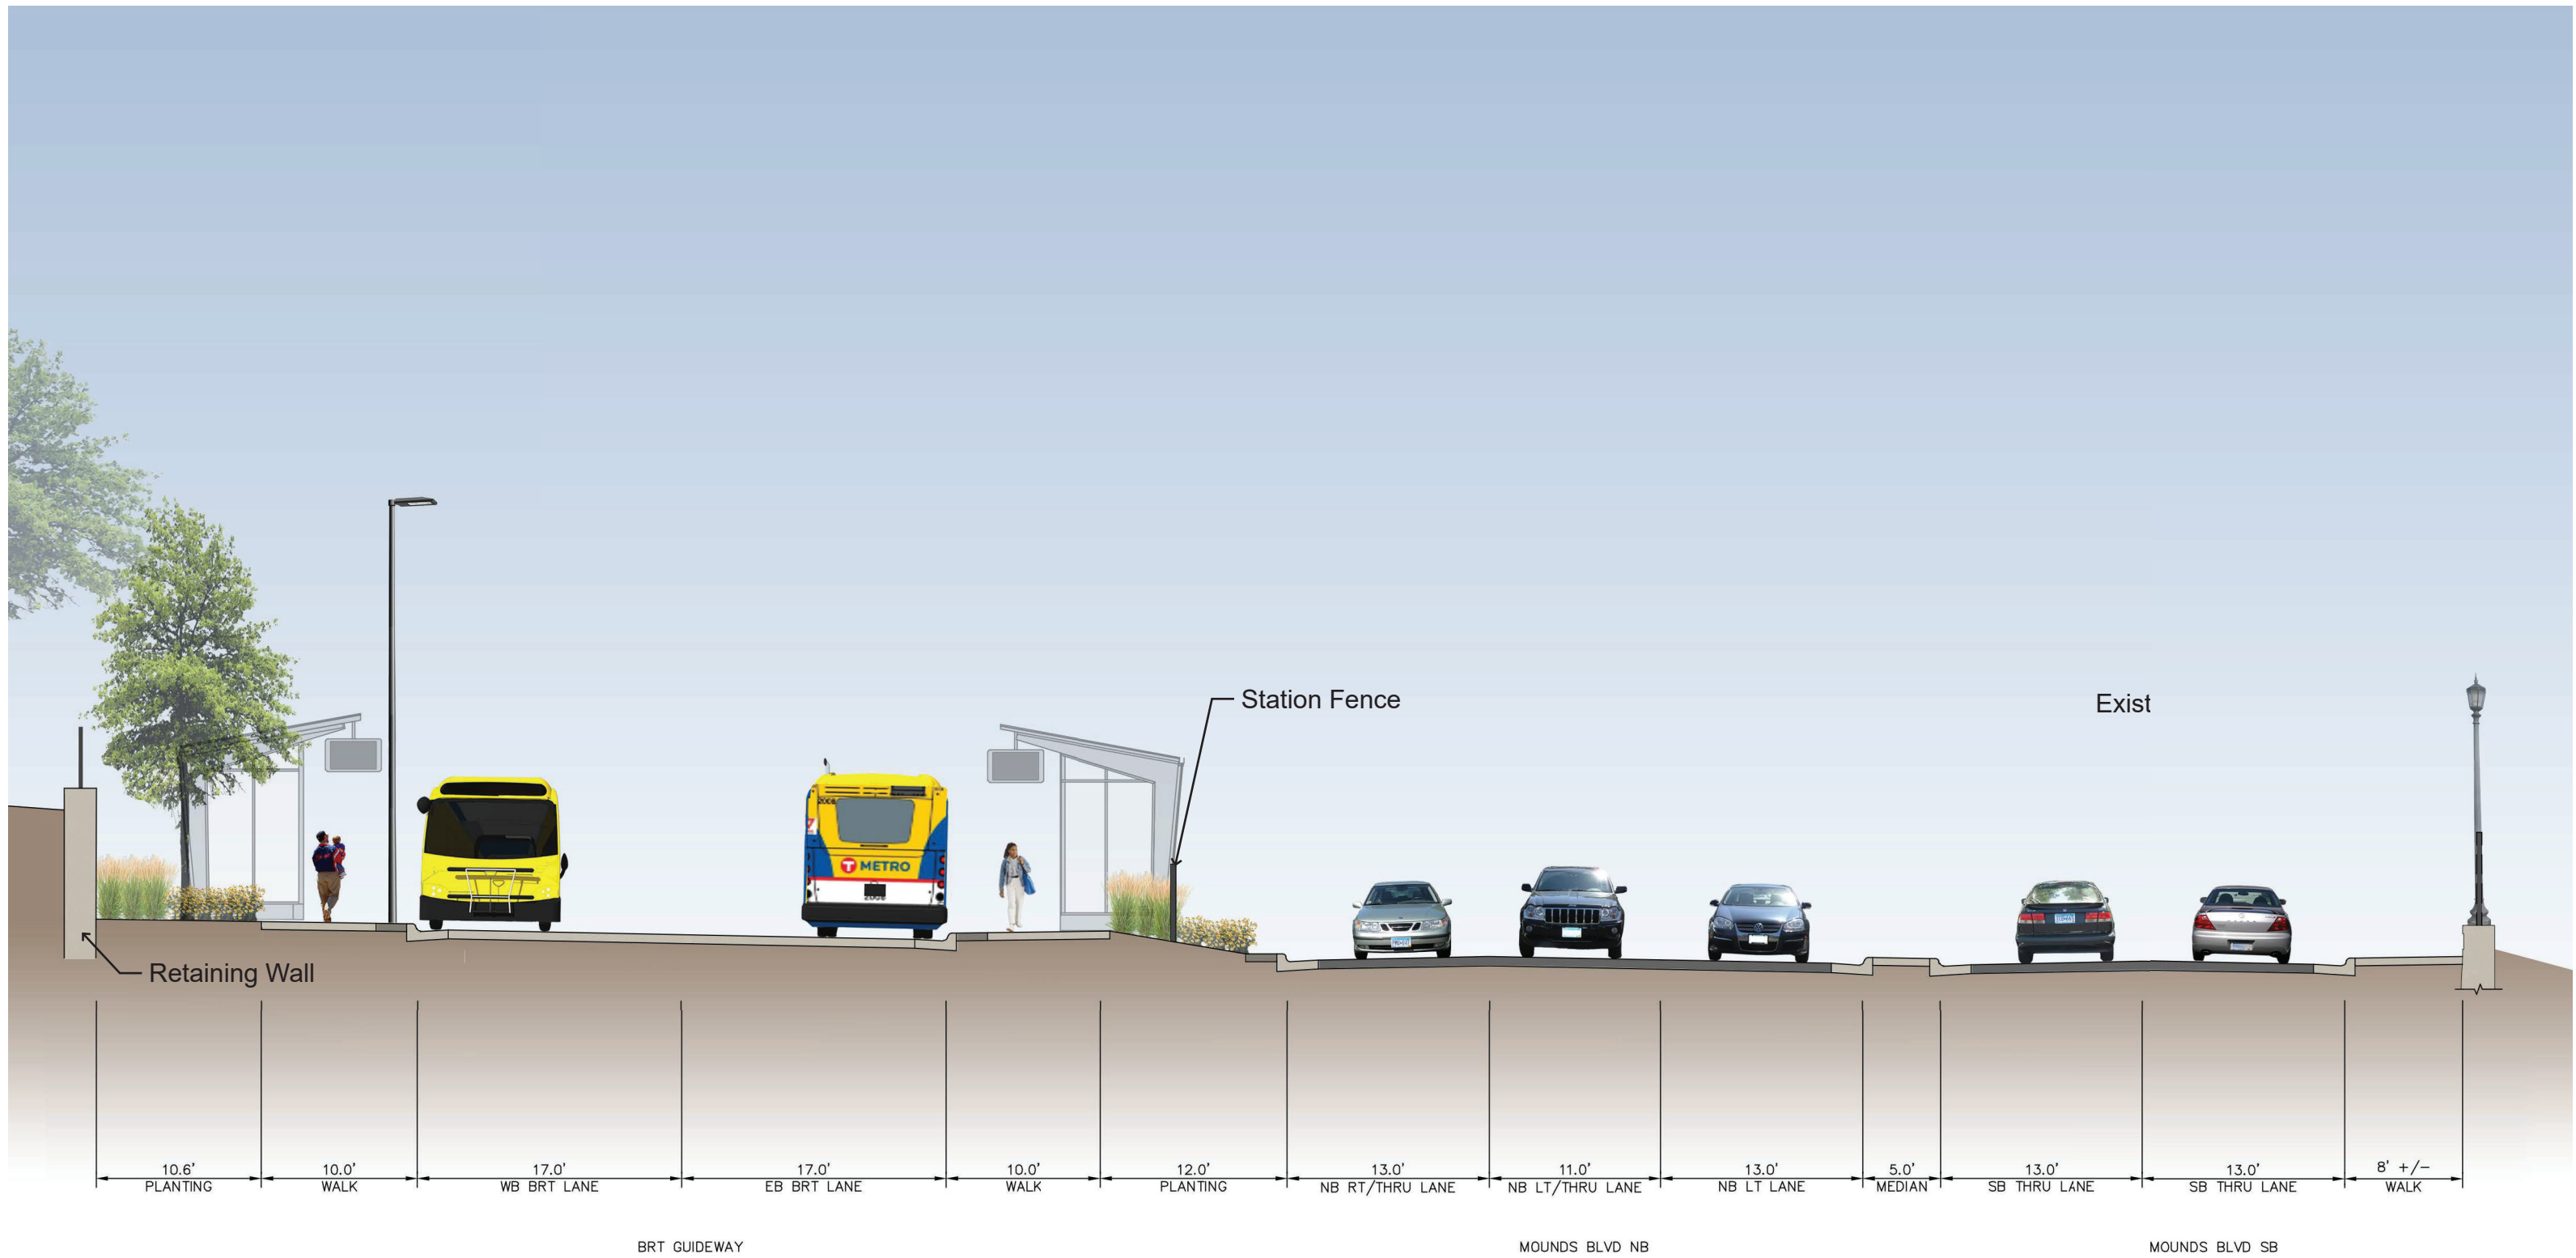 Station Fence
Exist
METRO
2006
Retaining Wall
10.6'
PLANTING
10.0'
WALK
17.0'
WB BRT LANE
17.0'
EB BRT LANE
10.0'
WALK
12.0'
PLANTING
13.0'
NB RT/THRU LANE
11.0'
NB LT/THRU LANE
13.0'
NB LT LANE
5.0'
MEDIAN
13.0'
SB THRU LANE
13.0'
SB THRU LANE
8' +/-
WALK
BRT GUIDEWAY
MOUNDS BLVD NB
MOUNDS BLVD SB